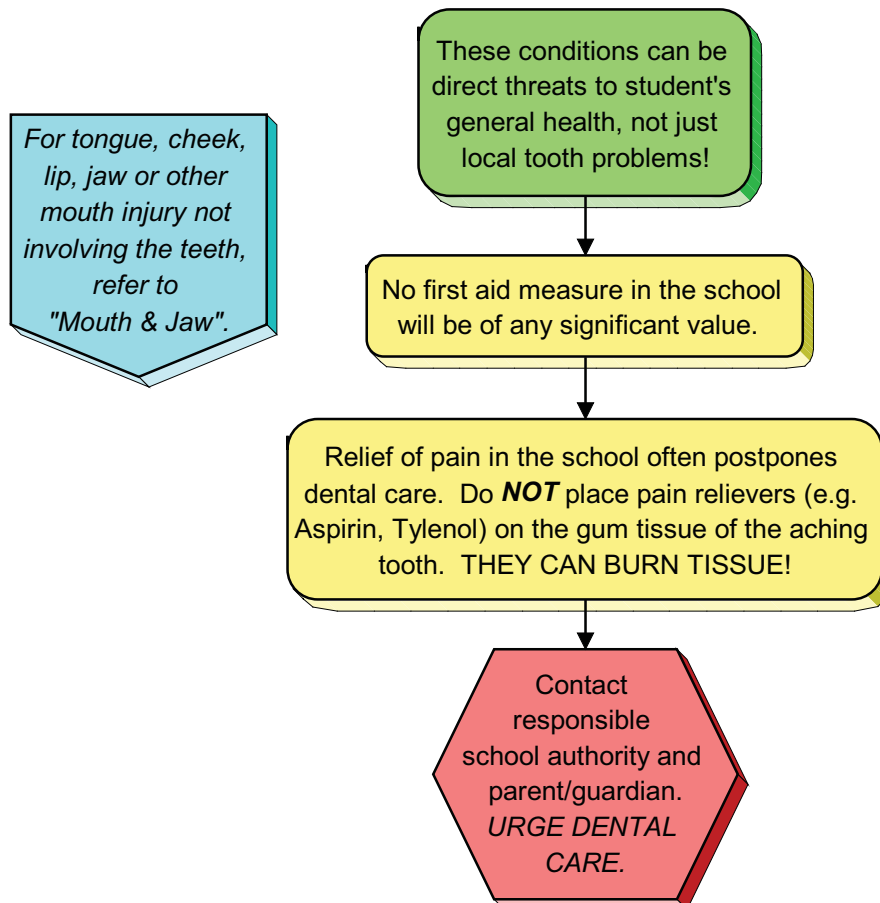 These conditions can be
direct threats to student's
general health, not just
local tooth problems!
For tongue, cheek,
lip, jaw or other
mouth injury not
involving the teeth,
refer to
"Mouth & Jaw".
No first aid measure in the school
will be of any significant value.
Relief of pain in the school often postpones
dental care.  Do NOT place pain relievers (e.g.
Aspirin, Tylenol) on the gum tissue of the aching
tooth.  THEY CAN BURN TISSUE!
Contact
responsible
school authority and
parent/guardian.
URGE DENTAL
CARE.